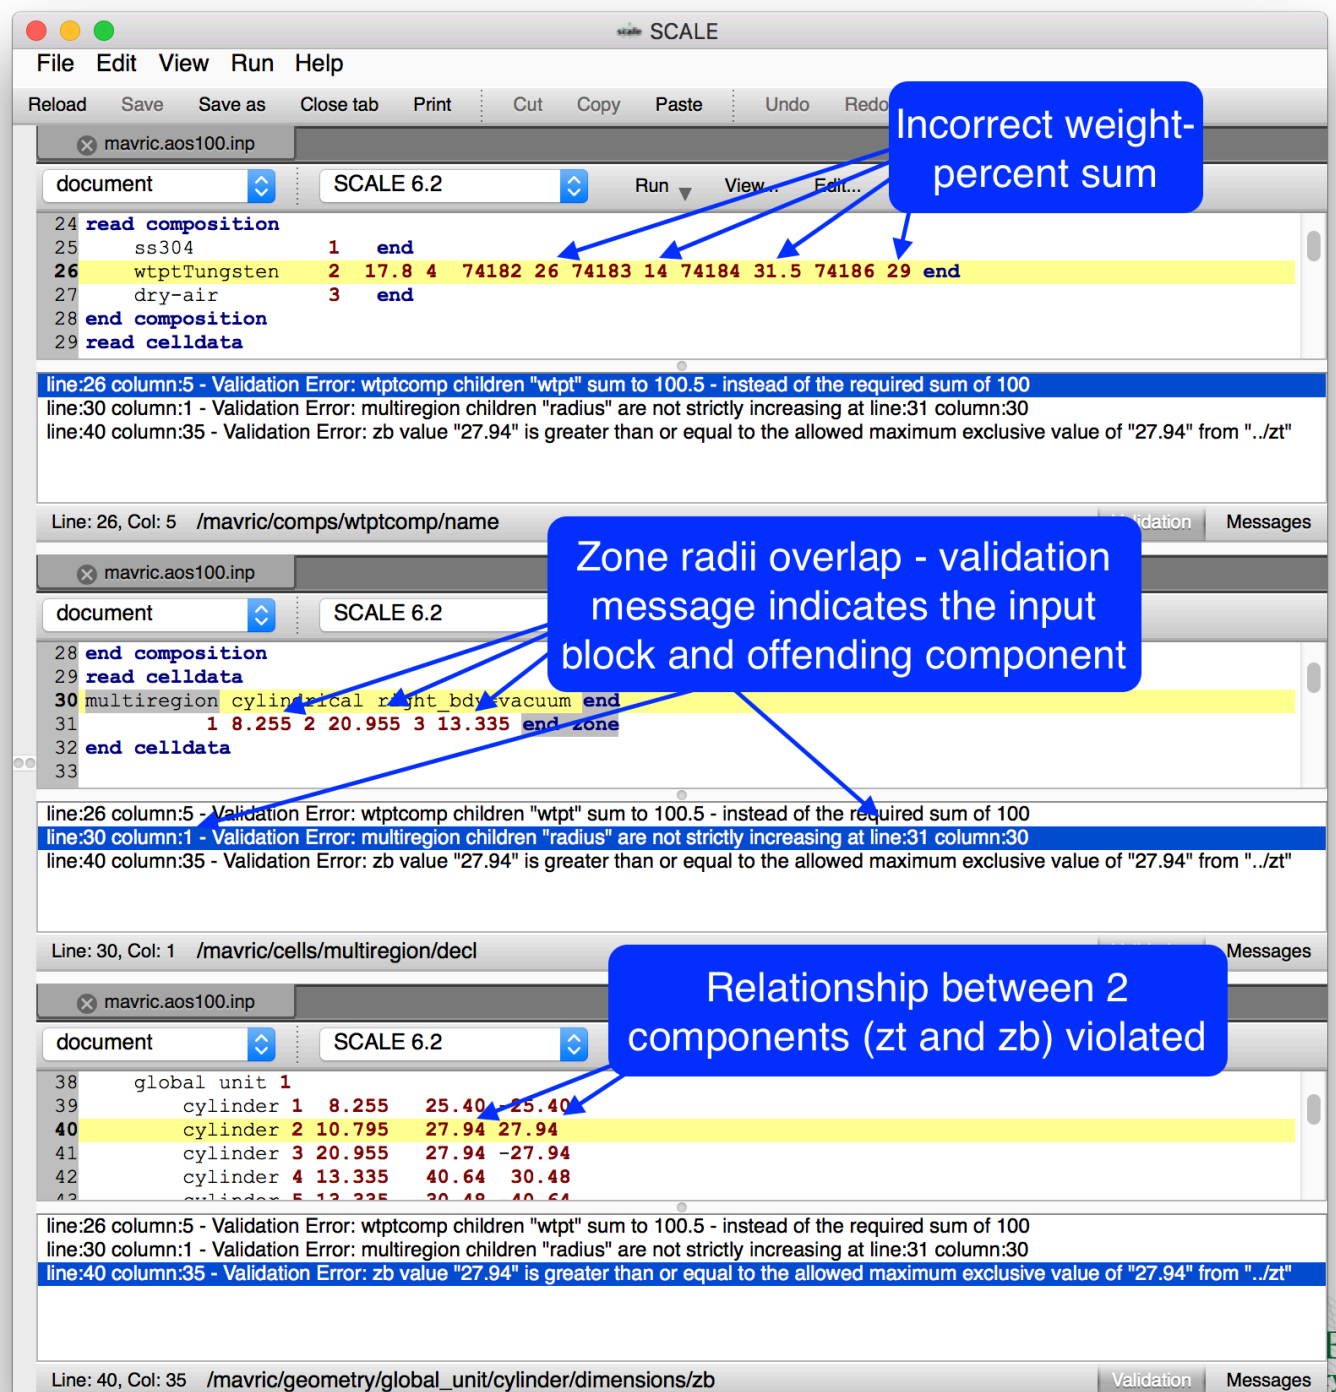 SCALE
File Edit View Run Help
Reload Save Save as Close tab Print Cut Copy Paste Undo Redo
Incorrect weight-
percent sum
mavric.aos100.inp
document SCALE 6.2 Run View... Edit...
24 read composition
25 ss304 1 end
26 wtptTungsten 2 17.8 4 74182 26 74183 14 74184 31.5 74186 29 end
27 dry-air 3 end
28 end composition
29 read celldata
line:26 column:5 - Validation Error: wtptcomp children "wtpt" sum to 100.5 - instead of the required sum of 100
line:30 column:1 - Validation Error: multiregion children "radius" are not strictly increasing at line:31 column:30
line:40 column:35 - Validation Error: zb value "27.94" is greater than or equal to the allowed maximum exclusive value of "27.94" from "../zt"
Line: 26, Col: 5 /mavric/comps/wtptcomp/name Validation Messages
Zone radii overlap - validation
message indicates the input
block and offending component
mavric.aos100.inp
document SCALE 6.2
28 end composition
29 read celldata
30 multiregion cylindrical right_bdy=vacuum end
31 1 8.255 2 20.955 3 13.335 end zone
32 end celldata
33
line:26 column:5 - Validation Error: wtptcomp children "wtpt" sum to 100.5 - instead of the required sum of 100
line:30 column:1 - Validation Error: multiregion children "radius" are not strictly increasing at line:31 column:30
line:40 column:35 - Validation Error: zb value "27.94" is greater than or equal to the allowed maximum exclusive value of "27.94" from "../zt"
Line: 30, Col: 1 /mavric/cells/multiregion/decl Messages
Relationship between 2
components (zt and zb) violated
mavric.aos100.inp
document SCALE 6.2
38 global unit 1
39 cylinder 1 8.255 25.40 -25.40
40 cylinder 2 10.795 27.94 27.94
41 cylinder 3 20.955 27.94 -27.94
42 cylinder 4 13.335 40.64 30.48
43 cylinder 5 13.335 30.48 40.64
line:26 column:5 - Validation Error: wtptcomp children "wtpt" sum to 100.5 - instead of the required sum of 100
line:30 column:1 - Validation Error: multiregion children "radius" are not strictly increasing at line:31 column:30
line:40 column:35 - Validation Error: zb value "27.94" is greater than or equal to the allowed maximum exclusive value of "27.94" from "../zt"
Line: 40, Col: 35 /mavric/geometry/global_unit/cylinder/dimensions/zb Validation Messages